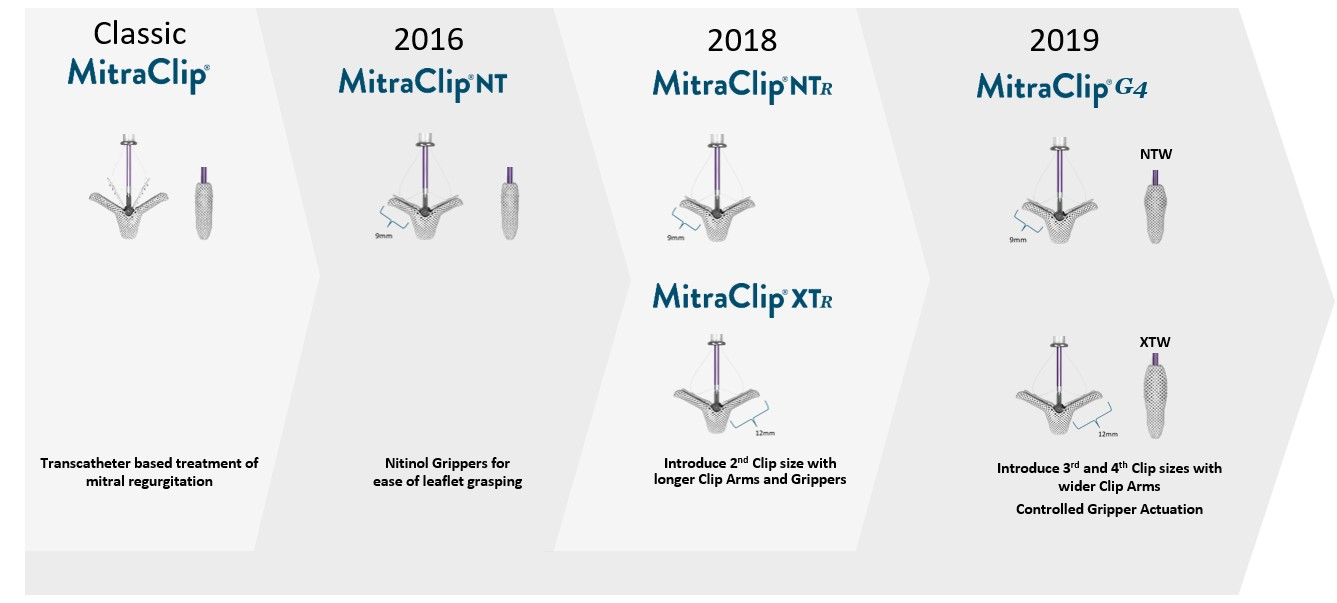 Classic
MitraClip®
Transcatheter based treatment of
mitral regurgitation
2016
MitraClip® NT
9mm
Nitinol Grippers for
ease of leaflet grasping
2018
MitraClip® NTR
9mm
MitraClip® XTR
12mm
Introduce 2nd Clip size with
longer Clip Arms and Grippers
2019
MitraClip® G4
NTW
9mm
XTW
12mm
Introduce 3rd and 4th Clip sizes with
wider Clip Arms
Controlled Gripper Actuation